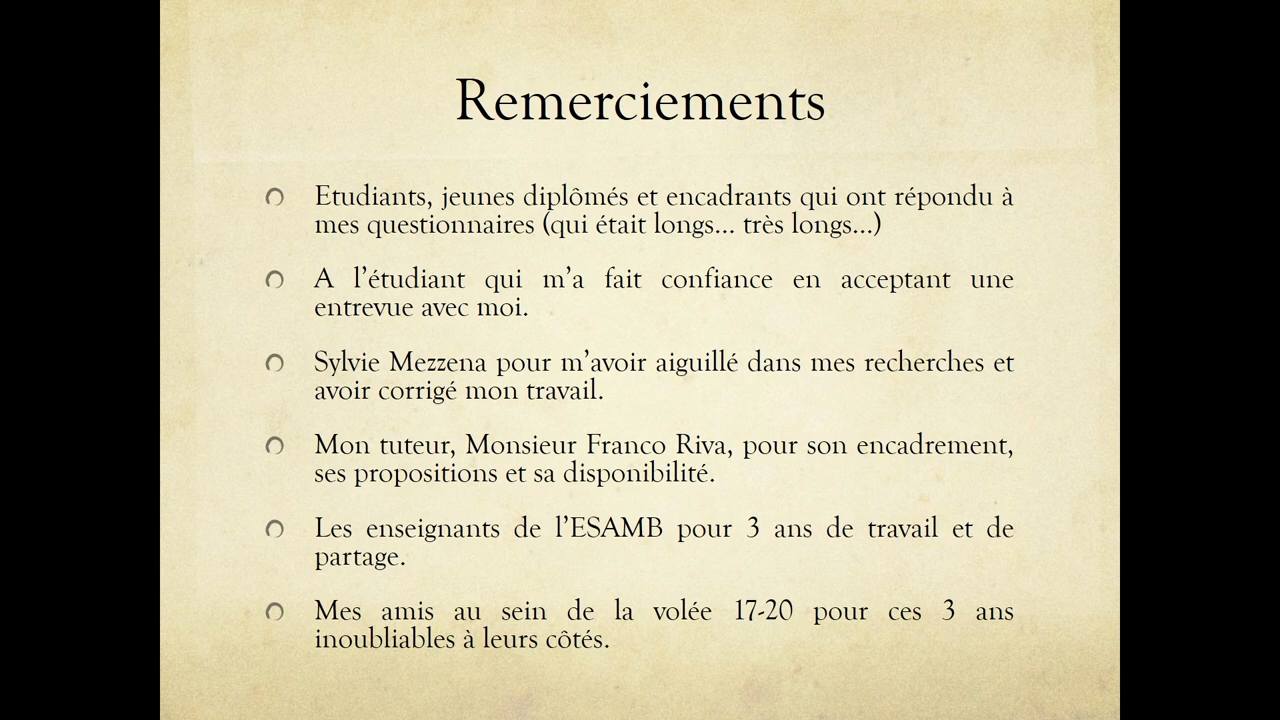 Remerciements
Etudiants, jeunes diplômés et encadrants qui ont répondu à
mes questionnaires (qui était longs... très longs...)
A l'étudiant qui m'a fait confiance en acceptant une
entrevue avec moi.
Sylvie Mezzena pour m'avoir aiguillé dans mes recherches et
avoir corrigé mon travail.
Mon tuteur, Monsieur Franco Riva, pour son encadrement,
ses propositions et sa disponibilité.
Les enseignants de l'ESAMB pour 3 ans de travail et de
partage.
Mes amis au sein de la volée 17-20 pour ces 3 ans
inoubliables à leurs côtés.